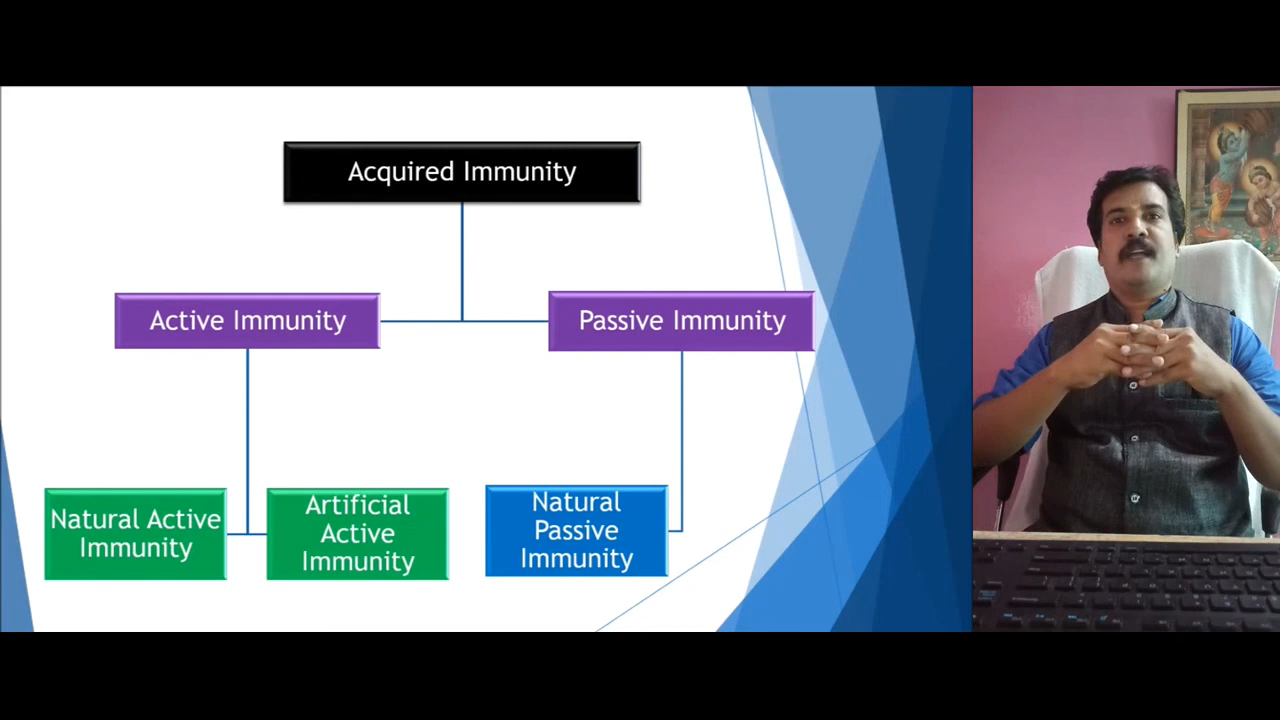 Acquired Immunity
Active Immunity
Passive Immunity
Natural Active
Immunity
Artificial
Active
Immunity
Natural
Passive
Immunity